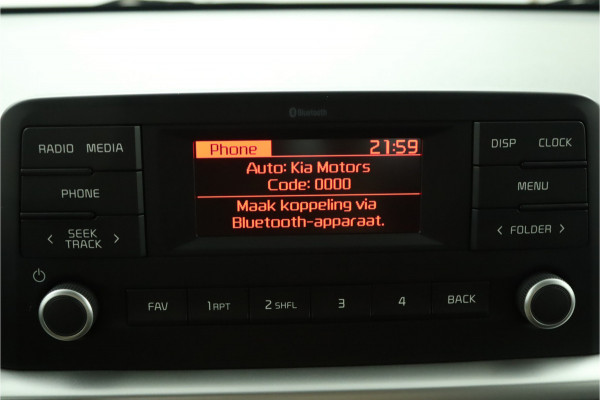 Bluetooth
RADIO MEDIA
PHONE
< SEEK TRACK >
Phone 21:59
Auto: Kia Motors
Code: 0000
Maak koppeling via
Bluetooth-apparaat.
DISP CLOCK
MENU
< FOLDER >
FAV 1 RPT 2 SHFL 3 4 BACK